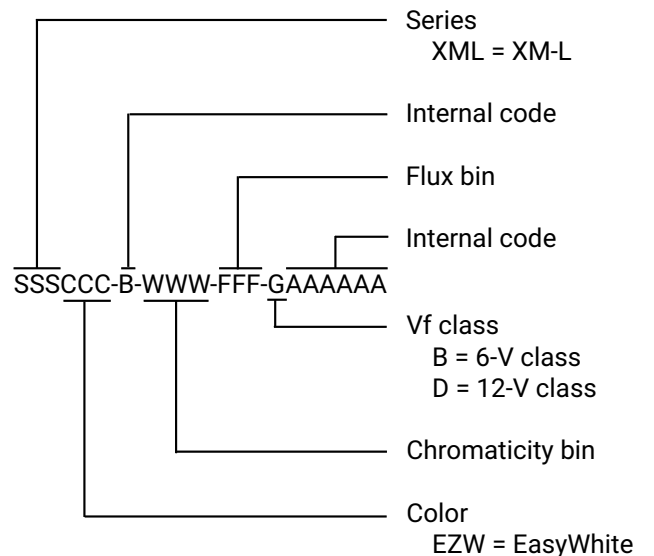 Series
XML = XM-L
Internal code
Flux bin
Internal code
SSSCCC-B-WWW-FFF-GAAAAAA
Vf class
B = 6-V class
D = 12-V class
Chromaticity bin
Color
EZW = EasyWhite